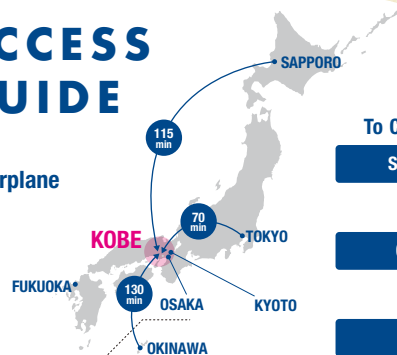 CCESS
UIDE
rplane
SAPPORO
115
min
To C
S
70
min
KOBE
TOKYO
FUKUOKA
130
min
OSAKA
KYOTO
OKINAWA